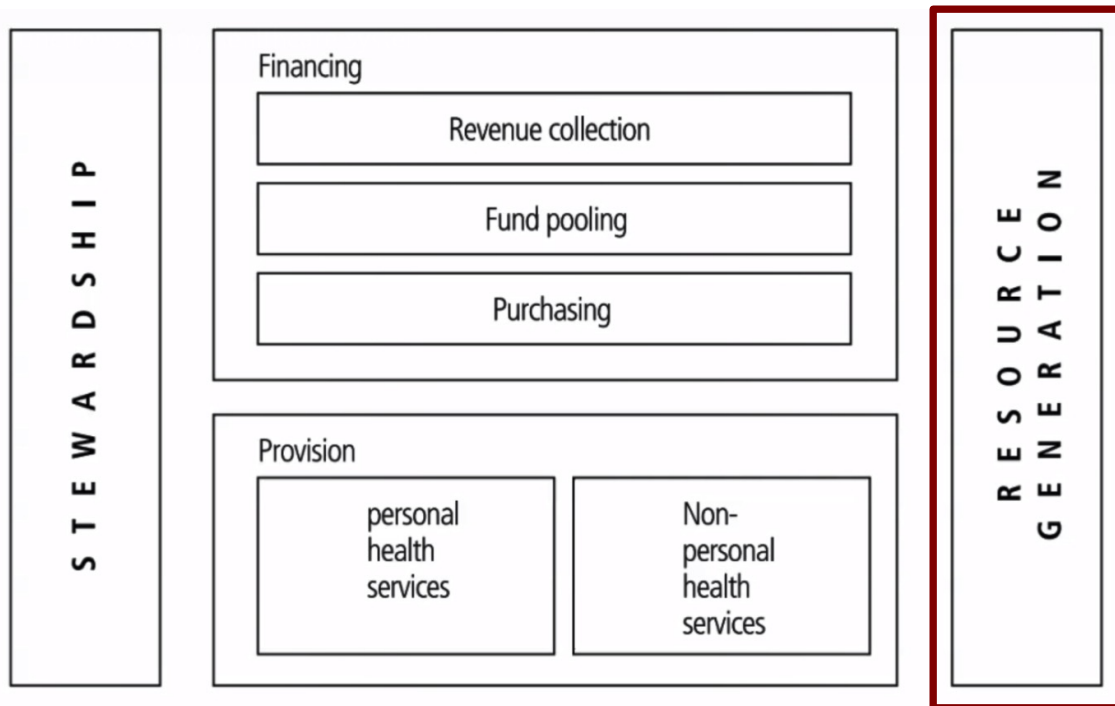 STEWARDSHIP
Financing
Revenue collection
Fund pooling
Purchasing
Provision
personal
health
services
Non-
personal
health
services
RESOURCE
GENERATION